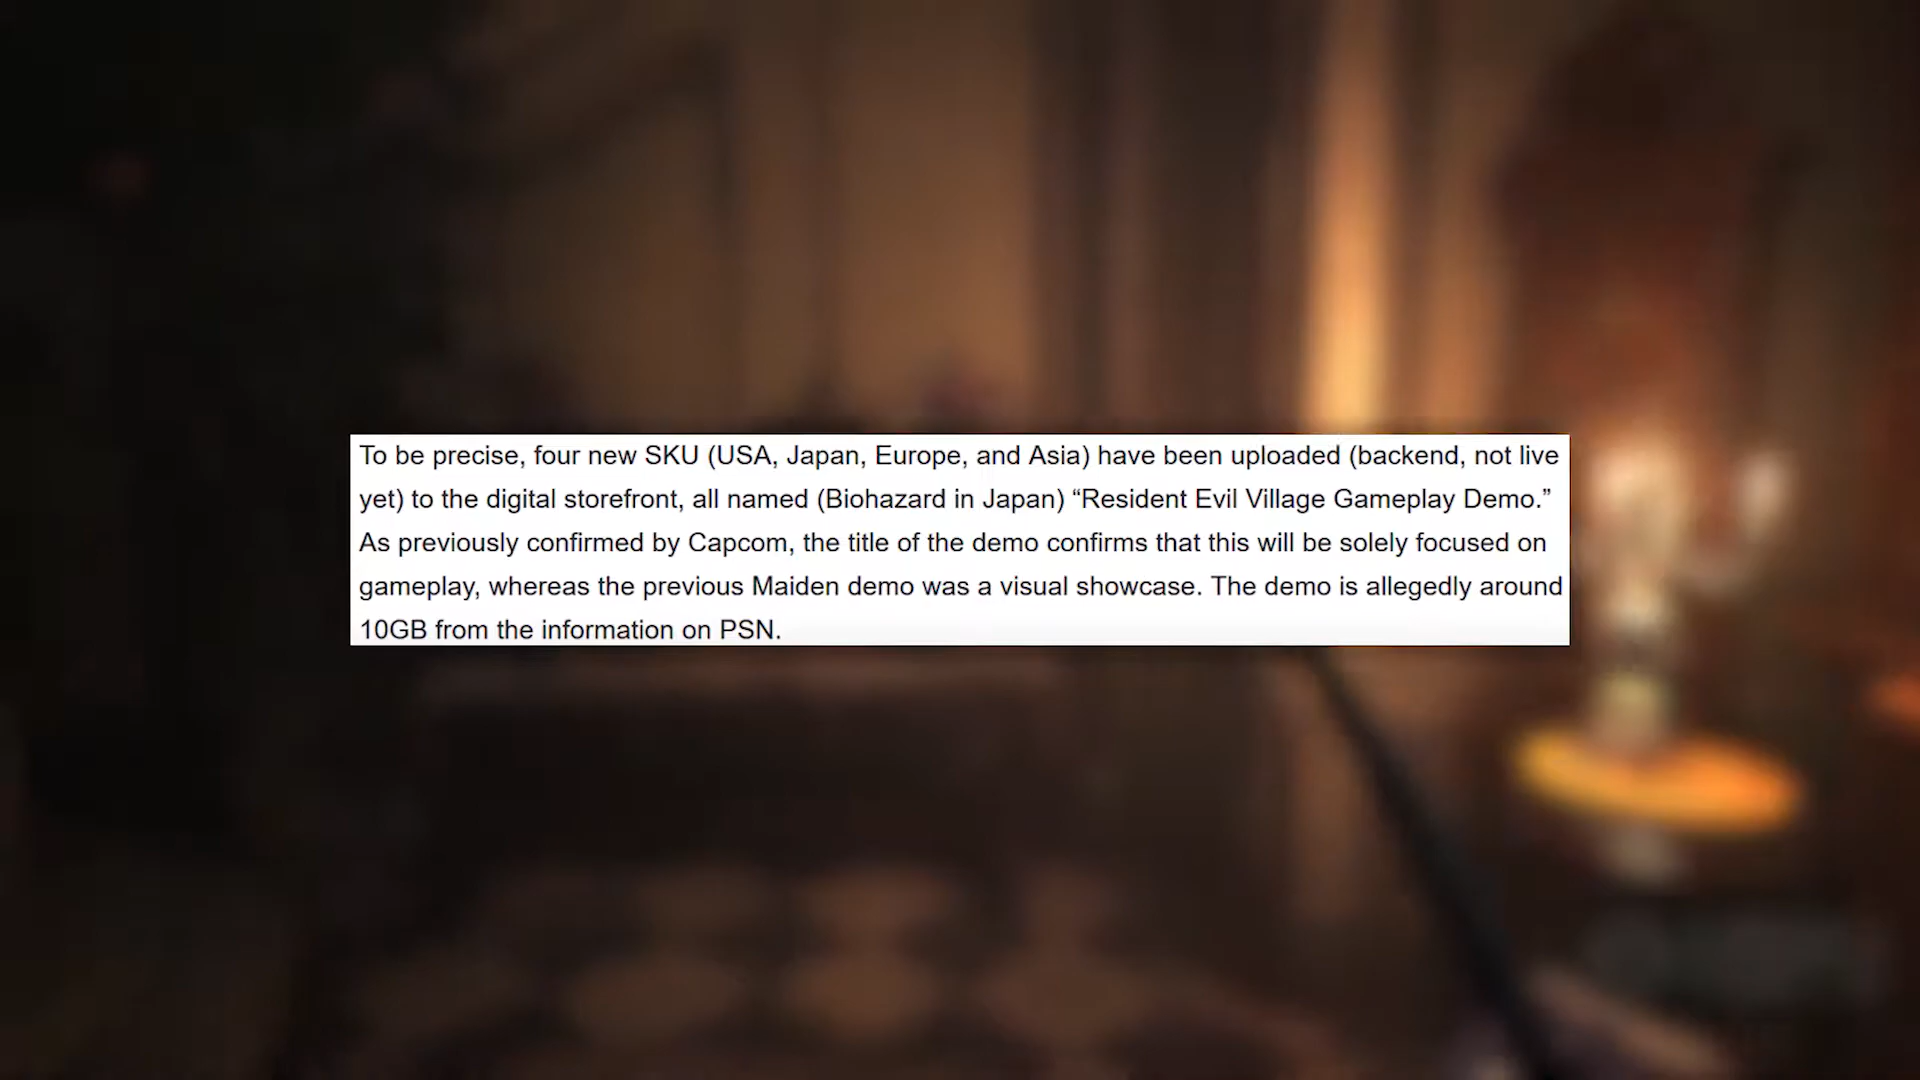 To be precise, four new SKU (USA, Japan, Europe, and Asia) have been uploaded (backend, not live
yet) to the digital storefront, all named (Biohazard in Japan) “Resident Evil Village Gameplay Demo.”
As previously confirmed by Capcom, the title of the demo confirms that this will be solely focused on
gameplay, whereas the previous Maiden demo was a visual showcase. The demo is allegedly around
10GB from the information on PSN.